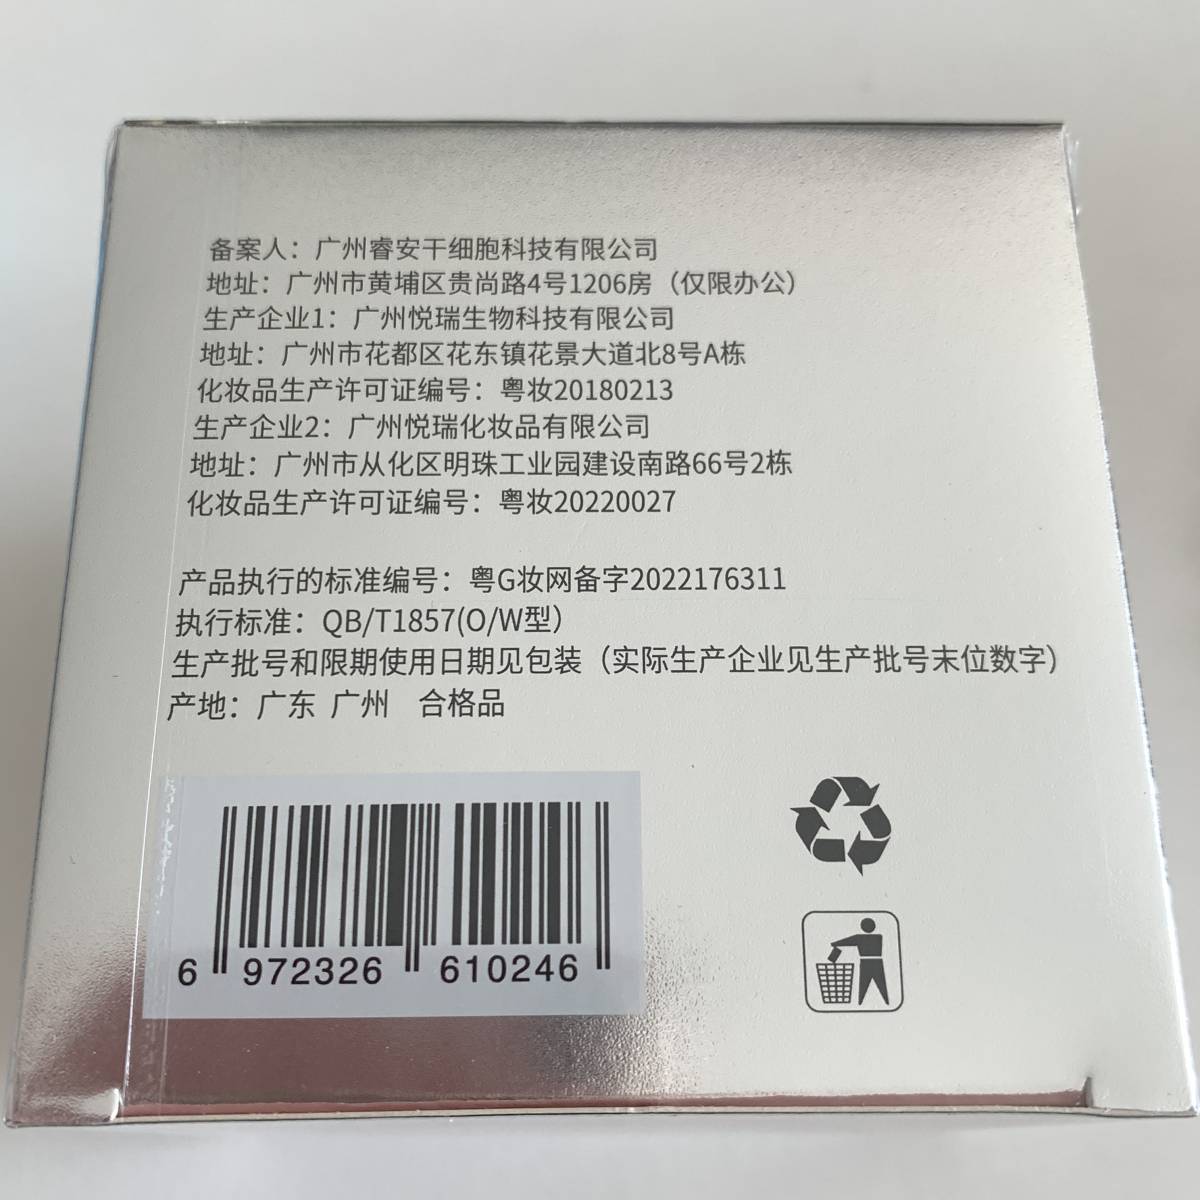 备案人：广州睿安干细胞科技有限公司
地址：广州市黄埔区贵尚路4号1206房（仅限办公）
生产企业1：广州悦瑞生物科技有限公司
地址：广州市花都区花东镇花景大道北8号A栋
化妆品生产许可证编号：粤妆20180213
生产企业2：广州悦瑞化妆品有限公司
地址：广州市从化区明珠工业园建设南路66号2栋
化妆品生产许可证编号：粤妆20220027
产品执行的标准编号：粤G妆网备字2022176311
执行标准：QB/T1857(O/W型）
生产批号和限期使用日期见包装（实际生产企业见生产批号末位数字）
产地：广东 广州 合格品
6 972326 610246